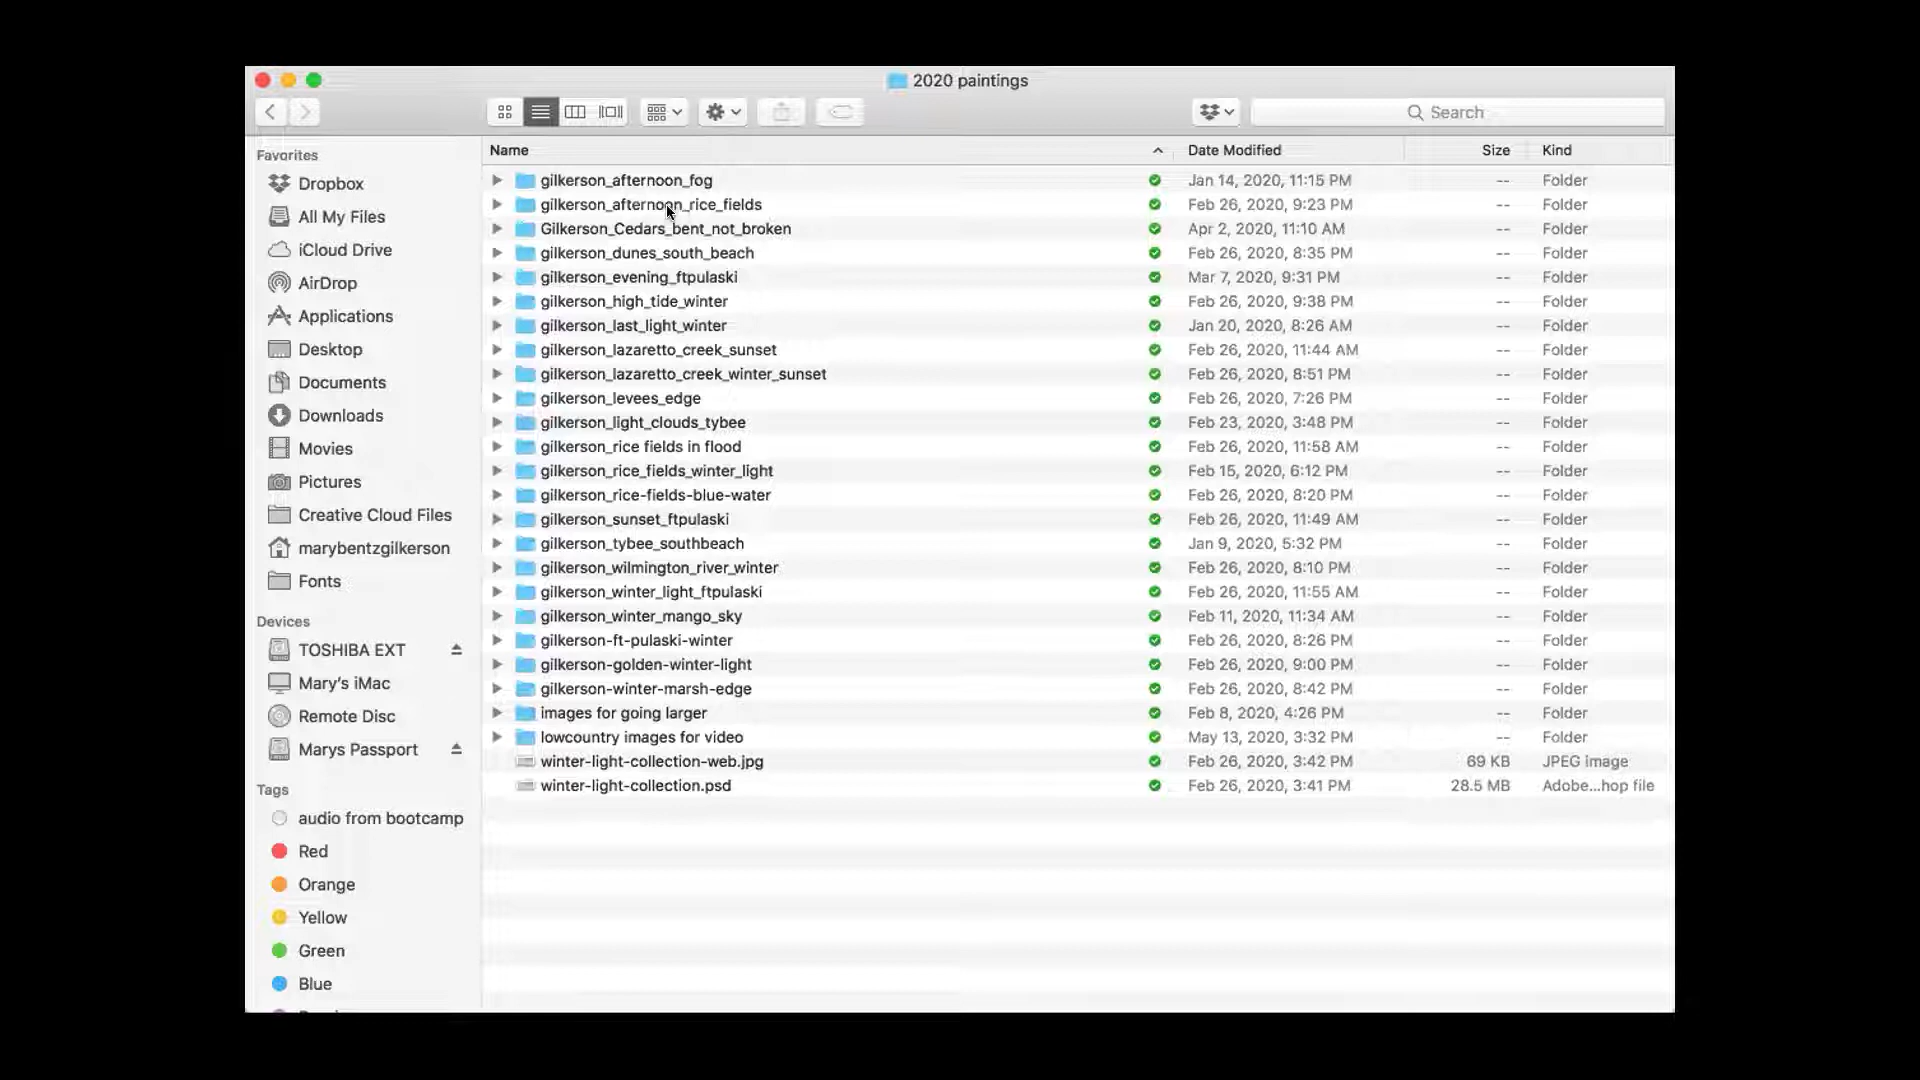 2020 paintings
Search
Name Date Modified Size Kind
Favorites
Dropbox
All My Files
iCloud Drive
AirDrop
Applications
Desktop
Documents
Downloads
Movies
Pictures
Creative Cloud Files
marybentzgilkerson
Fonts
Devices
TOSHIBA EXT
Mary's iMac
Remote Disc
Marys Passport
Tags
audio from bootcamp
Red
Orange
Yellow
Green
Blue
gilkerson_afternoon_fog Jan 14, 2020, 11:15 PM -- Folder
gilkerson_afternoon_rice_fields Feb 26, 2020, 9:23 PM -- Folder
Gilkerson_Cedars_bent_not_broken Apr 2, 2020, 11:10 AM -- Folder
gilkerson_dunes_south_beach Feb 26, 2020, 8:35 PM -- Folder
gilkerson_evening_ftpulaski Mar 7, 2020, 9:31 PM -- Folder
gilkerson_high_tide_winter Feb 26, 2020, 9:38 PM -- Folder
gilkerson_last_light_winter Jan 20, 2020, 8:26 AM -- Folder
gilkerson_lazaretto_creek_sunset Feb 26, 2020, 11:44 AM -- Folder
gilkerson_lazaretto_creek_winter_sunset Feb 26, 2020, 8:51 PM -- Folder
gilkerson_levees_edge Feb 26, 2020, 7:26 PM -- Folder
gilkerson_light_clouds_tybee Feb 23, 2020, 3:48 PM -- Folder
gilkerson_rice fields in flood Feb 26, 2020, 11:58 AM -- Folder
gilkerson_rice_fields_winter_light Feb 15, 2020, 6:12 PM -- Folder
gilkerson_rice-fields-blue-water Feb 26, 2020, 8:20 PM -- Folder
gilkerson_sunset_ftpulaski Feb 26, 2020, 11:49 AM -- Folder
gilkerson_tybee_southbeach Jan 9, 2020, 5:32 PM -- Folder
gilkerson_wilmington_river_winter Feb 26, 2020, 8:10 PM -- Folder
gilkerson_winter_light_ftpulaski Feb 26, 2020, 11:55 AM -- Folder
gilkerson_winter_mango_sky Feb 11, 2020, 11:34 AM -- Folder
gilkerson-ft-pulaski-winter Feb 26, 2020, 8:26 PM -- Folder
gilkerson-golden-winter-light Feb 26, 2020, 9:00 PM -- Folder
gilkerson-winter-marsh-edge Feb 26, 2020, 8:42 PM -- Folder
images for going larger Feb 8, 2020, 4:26 PM -- Folder
lowcountry images for video May 13, 2020, 3:32 PM -- Folder
winter-light-collection-web.jpg Feb 26, 2020, 3:42 PM 69 KB JPEG image
winter-light-collection.psd Feb 26, 2020, 3:41 PM 28.5 MB Adobe...hop file